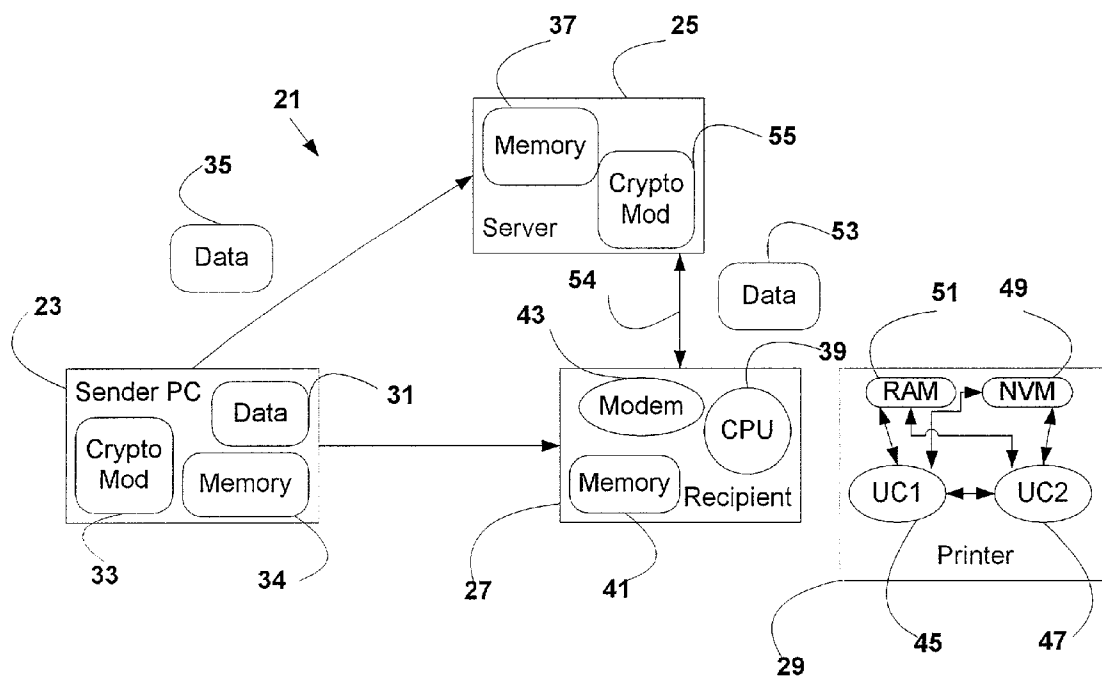 37
25
21
55
35
Memory
Crypto
Mod
Server
53
Data
54
Data
51
49
23
43
39
Sender PC
31
RAM
NVM
Data
Modem
CPU
Crypto
Mod
Memory
Memory
Recipient
UC1
UC2
Printer
33
34
27
41
29
45
47